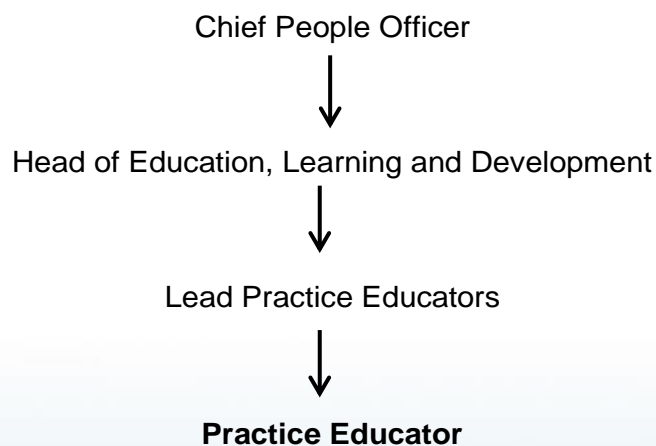 Chief People Officer
Head of Education, Learning and Development
Lead Practice Educators
Practice Educator